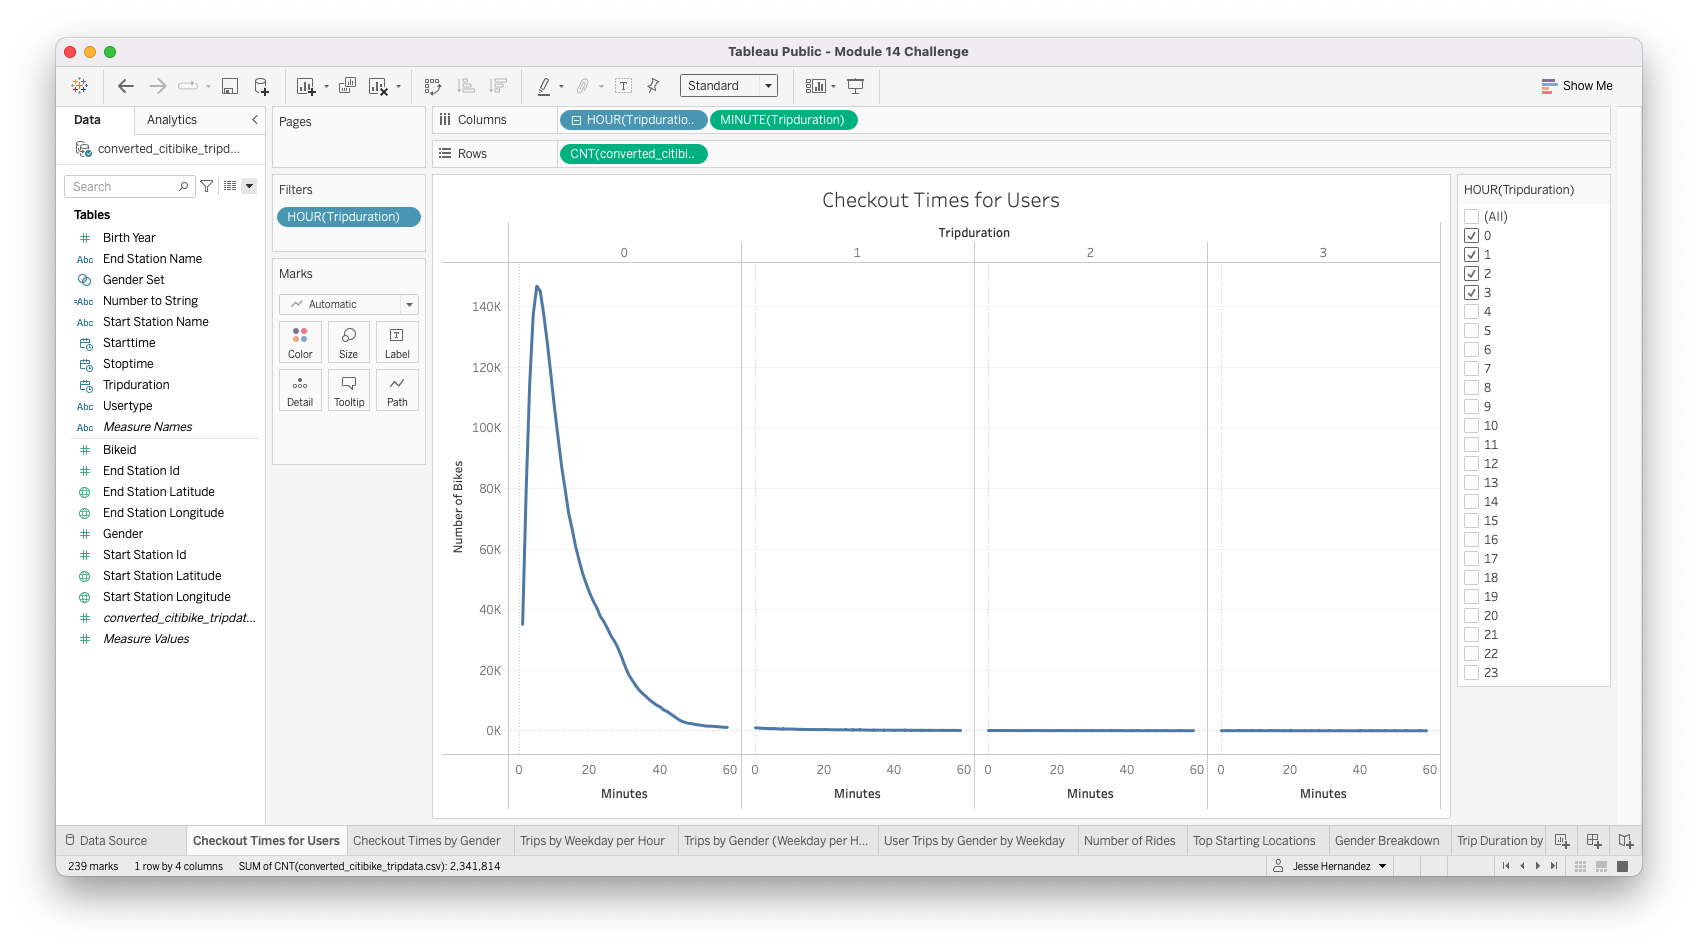 Tableau Public - Module 14 Challenge
Standard
Show Me
Data
Analytics
converted_citibike_tripd...
Search
Tables
Birth Year
Abc End Station Name
Gender Set
=Abc Number to String
Abc Start Station Name
Starttime
Stoptime
Tripduration
Abc Usertype
Abc Measure Names
Bikeid
End Station Id
End Station Latitude
End Station Longitude
Gender
Start Station Id
Start Station Latitude
Start Station Longitude
converted_citibike_tripdat...
Measure Values
Pages
Filters
HOUR(Tripduration)
Marks
Automatic
Color Size Label
Detail Tooltip Path
Columns HOUR(Tripduratio.. MINUTE(Tripduration)
Rows CNT(converted_citibi..
Checkout Times for Users
Tripduration
0 1 2 3
140K
120K
100K
80K
60K
40K
20K
0K
Number of Bikes
0 20 40 60 0 20 40 60 0 20 40 60 0 20 40 60
Minutes Minutes Minutes Minutes
HOUR(Tripduration)
(All)
0
1
2
3
4
5
6
7
8
9
10
11
12
13
14
15
16
17
18
19
20
21
22
23
Data Source Checkout Times for Users Checkout Times by Gender Trips by Weekday per Hour Trips by Gender (Weekday per H... User Trips by Gender by Weekday Number of Rides Top Starting Locations Gender Breakdown Trip Duration by
239 marks 1 row by 4 columns SUM of CNT(converted_citibike_tripdata.csv): 2,341,814 Jesse Hernandez